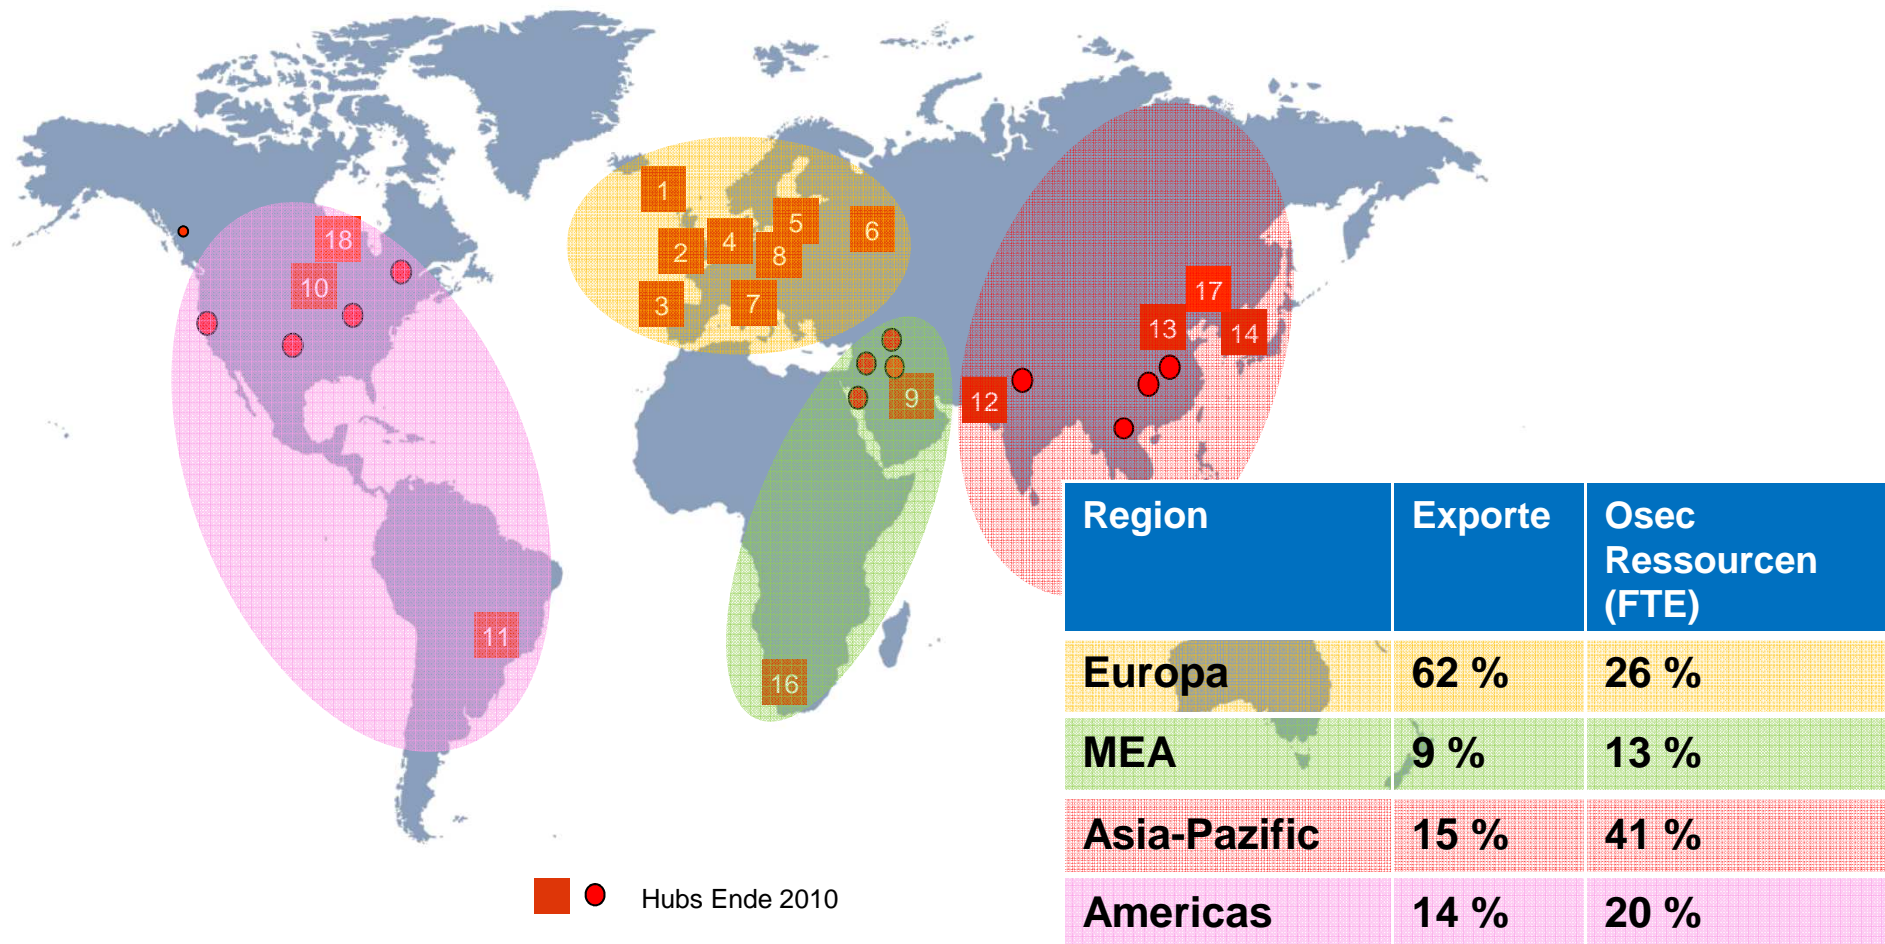 1
5
6
18
4
2
8
10
3
7
17
13
14
12
9
11
16
Region Exporte Osec
Ressourcen
(FTE)
Europa 62 % 26 %
MEA 9 % 13 %
Asia-Pazific 15 % 41 %
Americas 14 % 20 %
Hubs Ende 2010